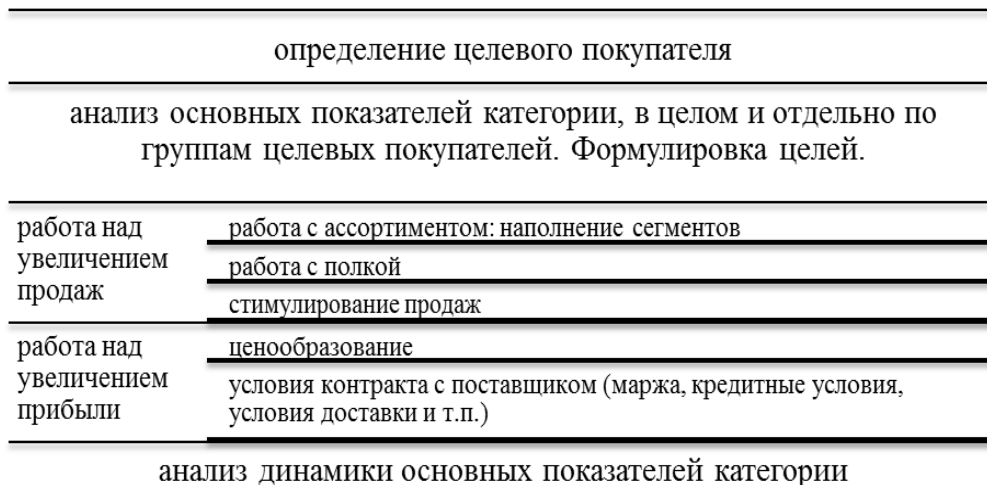 определение целевого покупателя
анализ основных показателей категории, в целом и отдельно по
группам целевых покупателей. Формулировка целей.
работа над
увеличением
продаж
работа с ассортиментом: наполнение сегментов
работа с полкой
стимулирование продаж
работа над
увеличением
прибыли
ценообразование
условия контракта с поставщиком (маржа, кредитные условия,
условия доставки и т.п.)
анализ динамики основных показателей категории